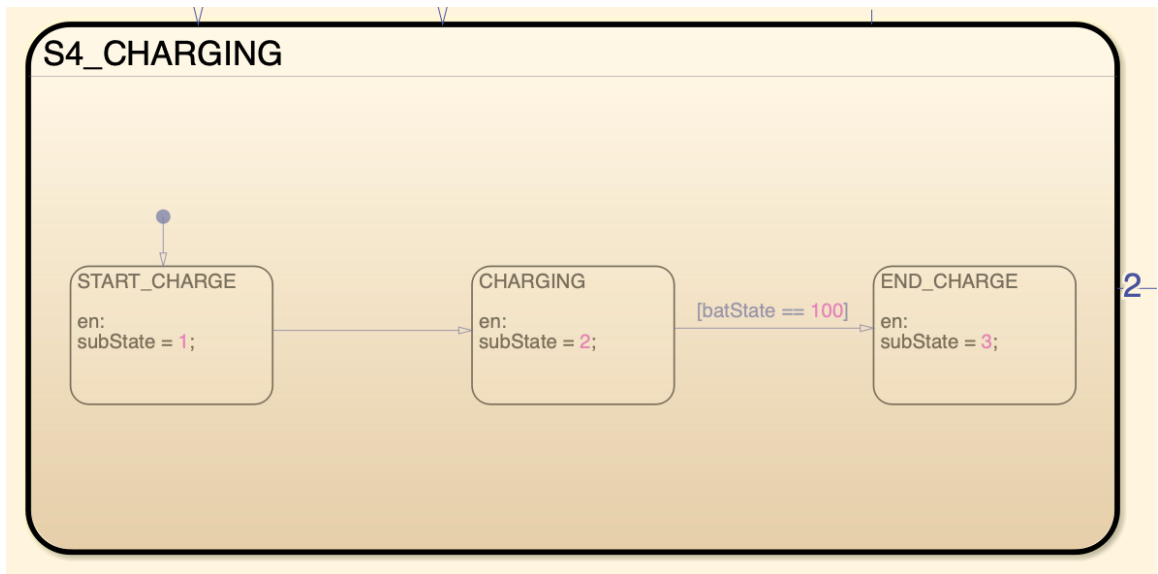 S4_CHARGING
START_CHARGE
en:
subState = 1;
CHARGING
en:
subState = 2;
[batState == 100]
END_CHARGE
en:
subState = 3;
2